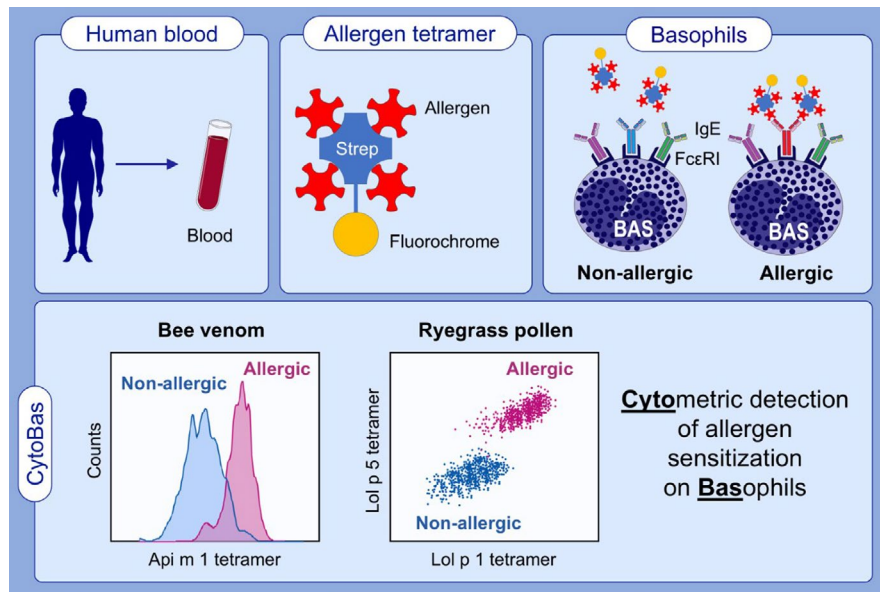 Human blood
Blood
Allergen tetramer
Allergen
Strep
Fluorochrome
Basophils
IgE
FcεRI
BAS
BAS
Non-allergic
Allergic
CytoBas
Bee venom
Allergic
Non-allergic
Counts
Api m 1 tetramer
Ryegrass pollen
Allergic
Lol p 5 tetramer
Non-allergic
Lol p 1 tetramer
Cytometric detection
of allergen
sensitization
on Basophils